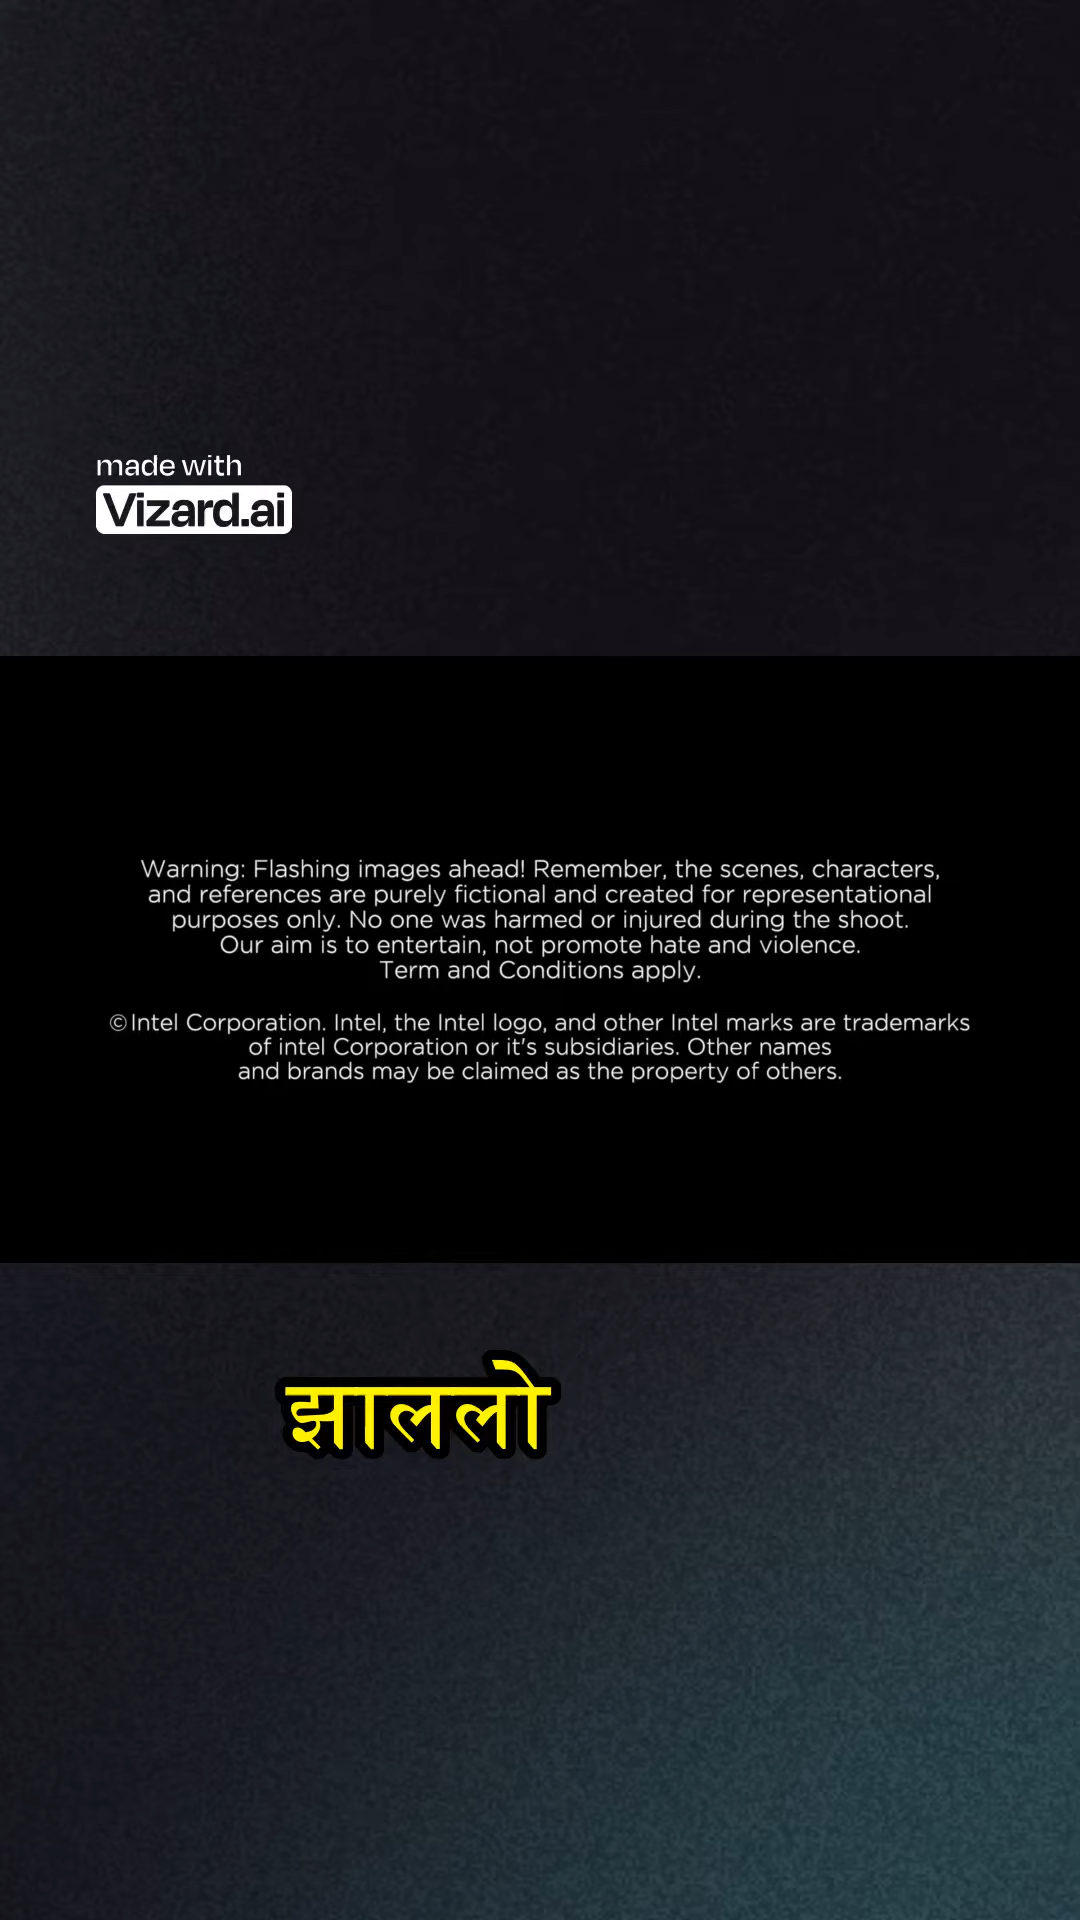 made with
Vizard.ai
Warning: Flashing images ahead! Remember, the scenes, characters,
and references are purely fictional and created for representational
purposes only. No one was harmed or injured during the shoot.
Our aim is to entertain, not promote hate and violence.
Term and Conditions apply.
©Intel Corporation. Intel, the Intel logo, and other Intel marks are trademarks
of intel Corporation or it's subsidiaries. Other names
and brands may be claimed as the property of others.
झाललो